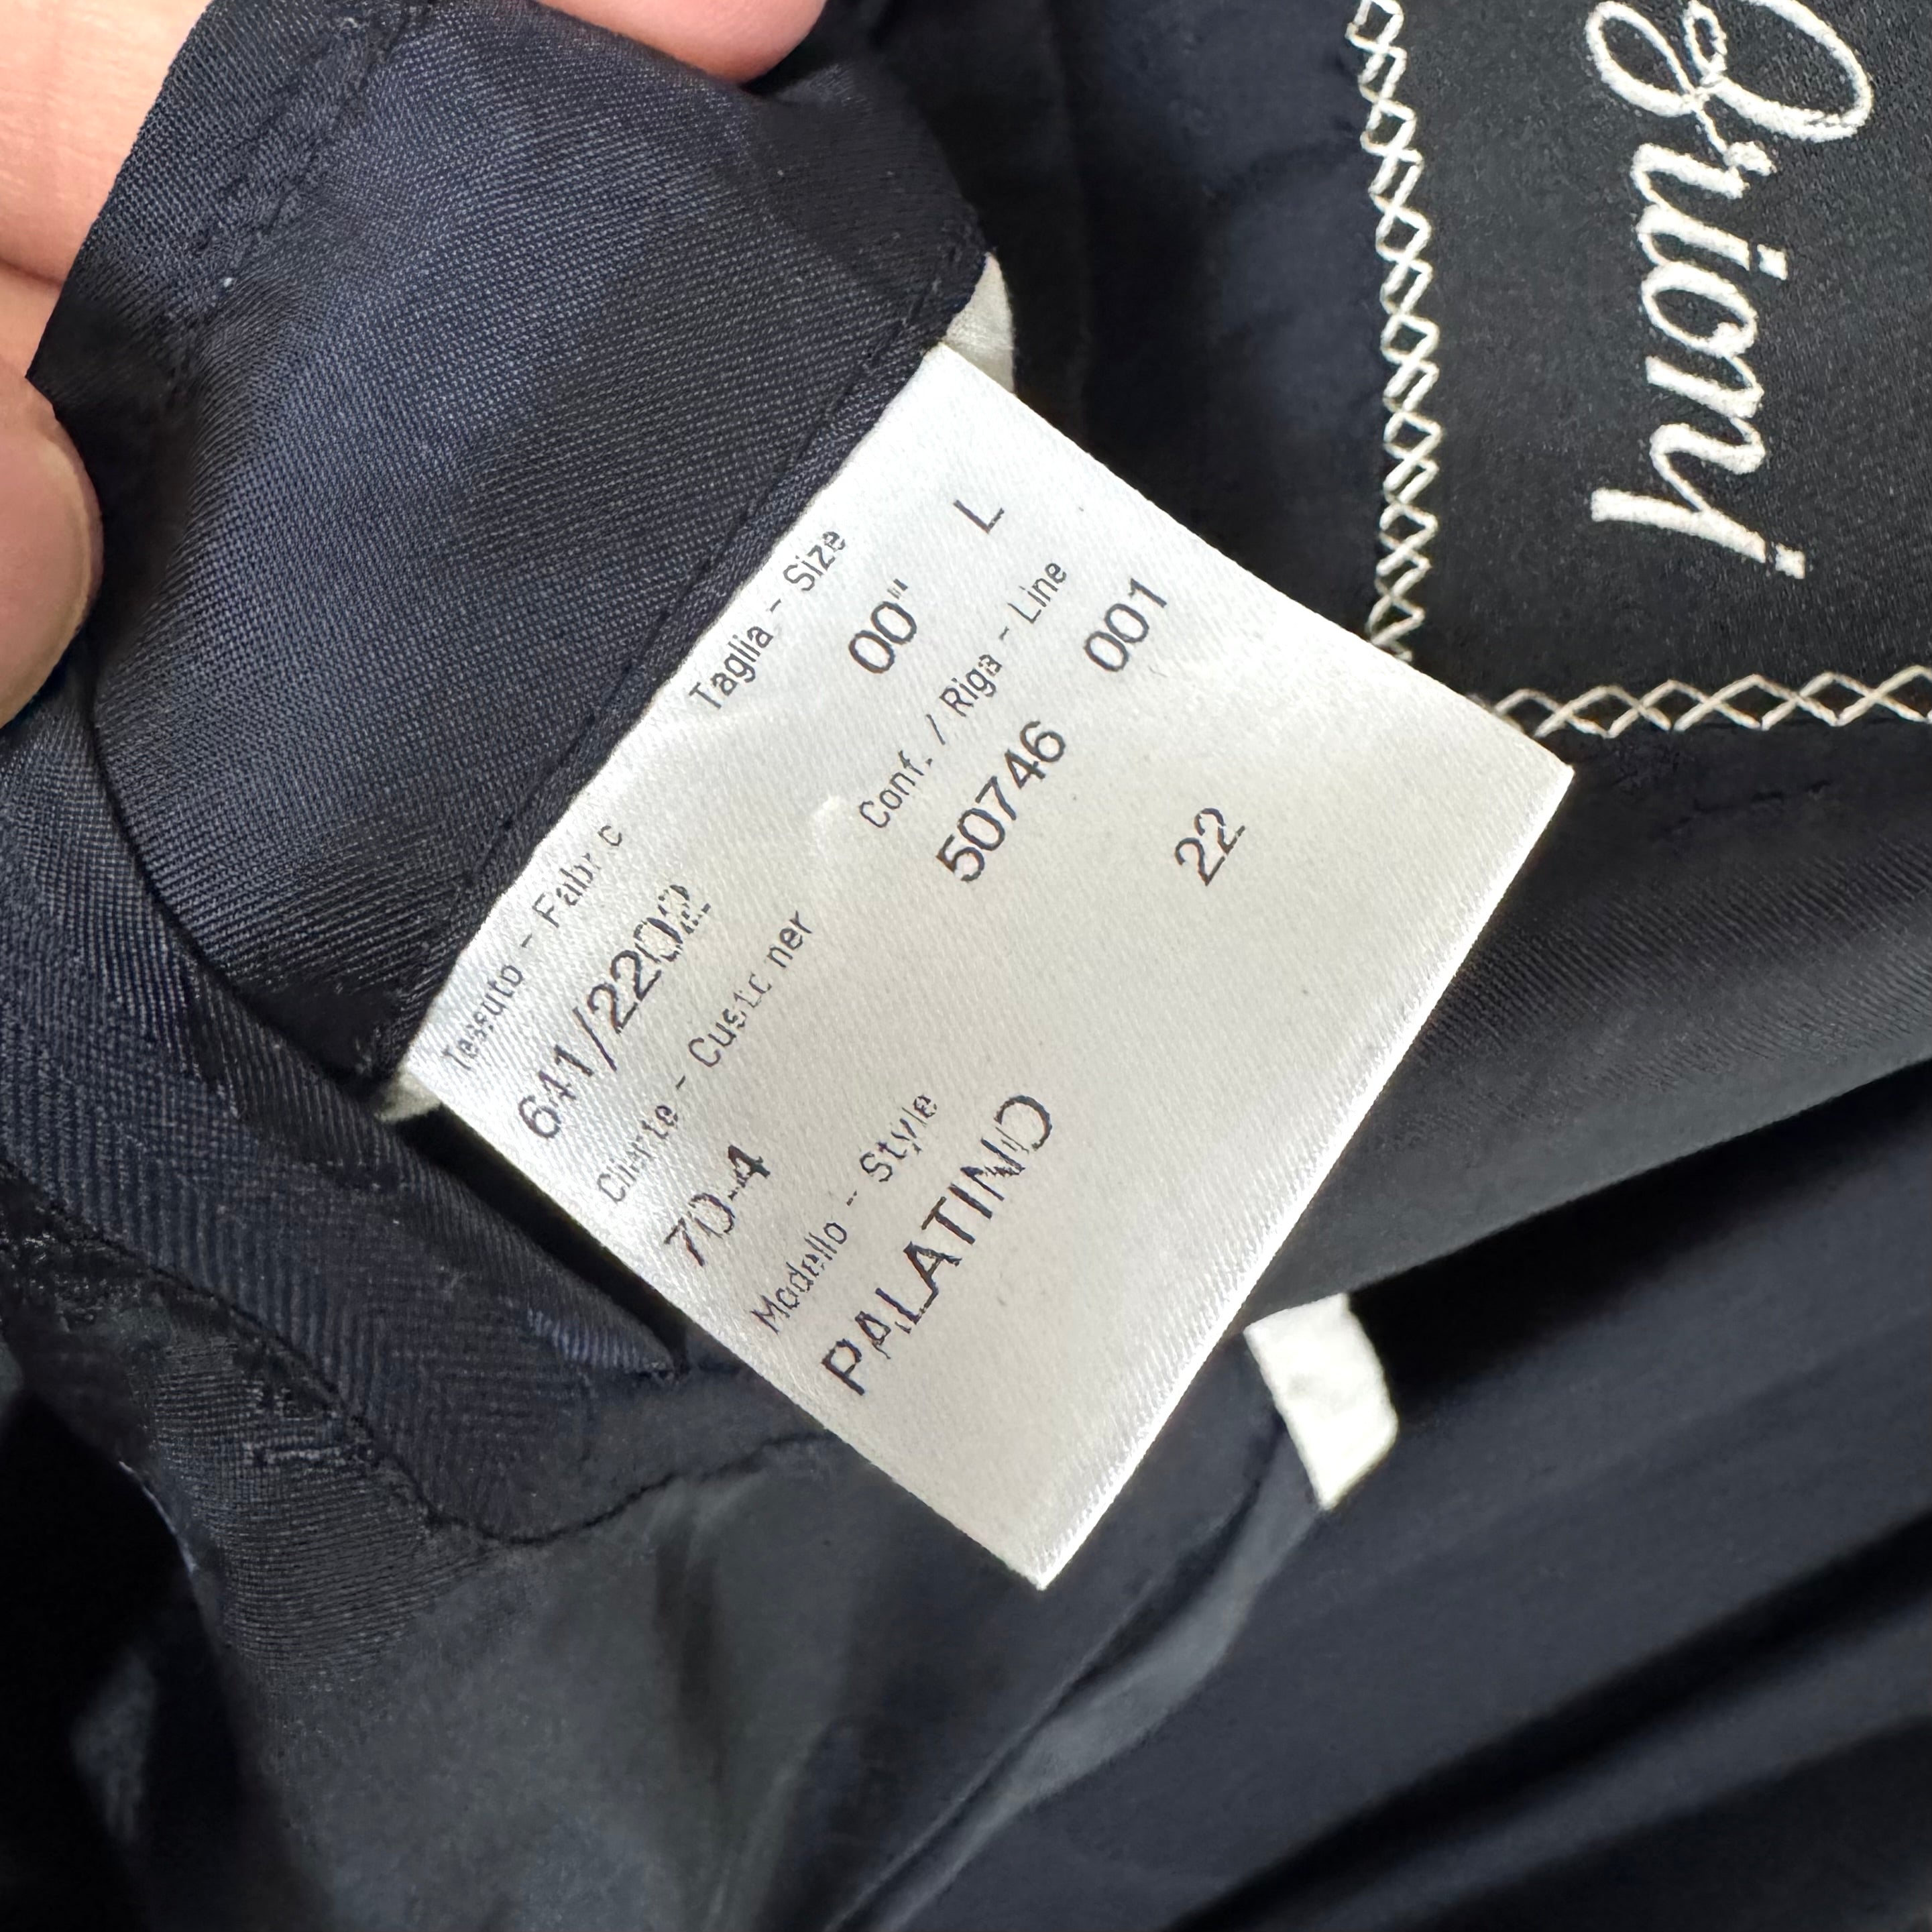 Brioni
Tessuto - Fabric Taglia - Size
641/2202 00" L
Cliente - Customer Conf. / Riga - Line
70-4 50746 001
Modello - Style 22
PALATINO